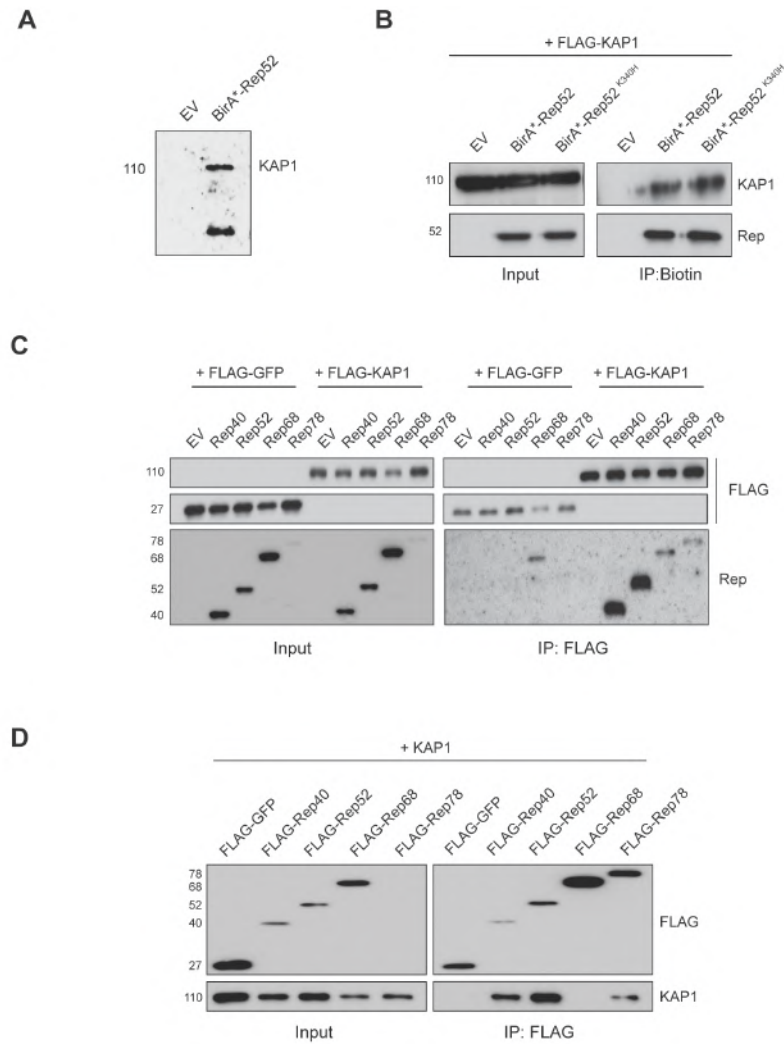 A
EV
BirA*-Rep52
110
KAP1
B
+ FLAG-KAP1
EV
BirA*-Rep52
BirA*-Rep52 K340H
EV
BirA*-Rep52
BirA*-Rep52 K340H
110
KAP1
52
Rep
Input
IP:Biotin
C
+ FLAG-GFP
+ FLAG-KAP1
+ FLAG-GFP
+ FLAG-KAP1
EV
Rep40
Rep52
Rep68
Rep78
EV
Rep40
Rep52
Rep68
Rep78
EV
Rep40
Rep52
Rep68
Rep78
EV
Rep40
Rep52
Rep68
Rep78
110
27
FLAG
78
68
52
40
Rep
Input
IP: FLAG
D
+ KAP1
FLAG-GFP
FLAG-Rep40
FLAG-Rep52
FLAG-Rep68
FLAG-Rep78
FLAG-GFP
FLAG-Rep40
FLAG-Rep52
FLAG-Rep68
FLAG-Rep78
78
68
52
40
27
FLAG
110
KAP1
Input
IP: FLAG